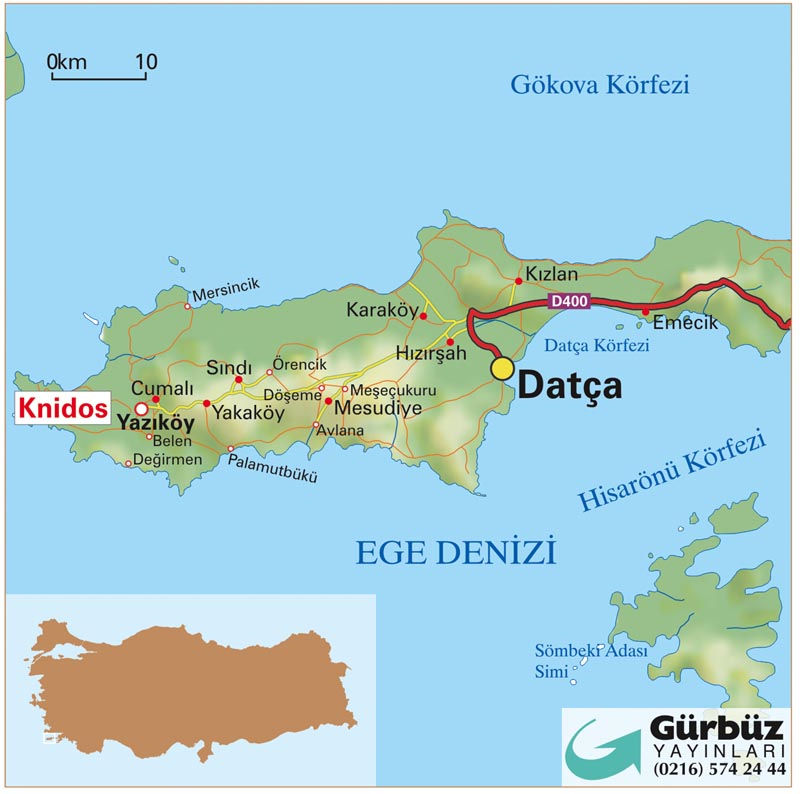 0km 10
Gökova Körfezi
Kızlan
Mersincik
D400
Karaköy
Emecik
Hızırşah
Datça Körfezi
Sındı
Örencik
Datça
Cumalı
Döşeme
Meşeçukuru
Knidos
Yakaköy
Mesudiye
Yazıköy
Avlana
Belen
Değirmen
Palamutbükü
Hisarönü Körfezi
EGE DENİZİ
Sömbeki Adası
Simi
Gürbüz
YAYINLARI
(0216) 574 24 44